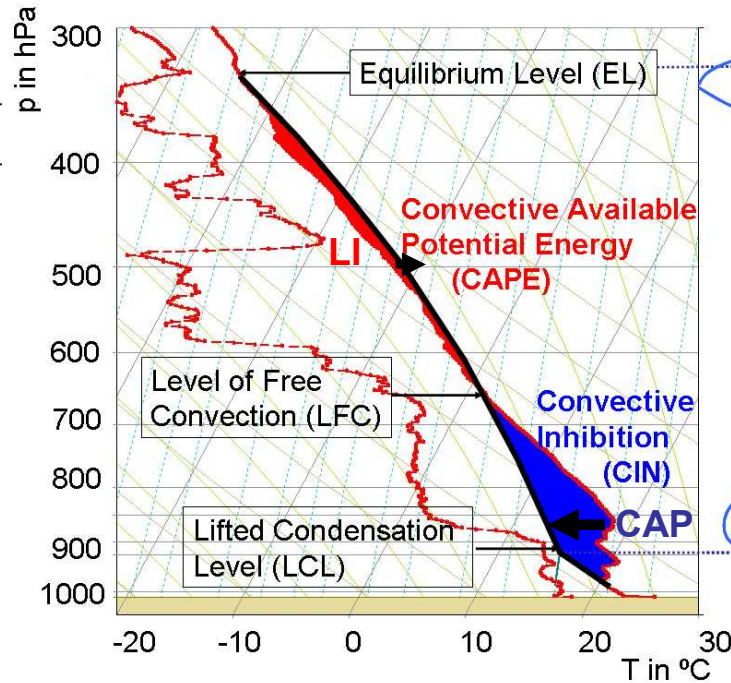 p in hPa
300
400
500
600
700
800
900
1000
Equilibrium Level (EL)
Convective Available
Potential Energy
(CAPE)
LI
Level of Free
Convection (LFC)
Convective
Inhibition
(CIN)
CAP
Lifted Condensation
Level (LCL)
-20 -10 0 10 20 30
T in ºC